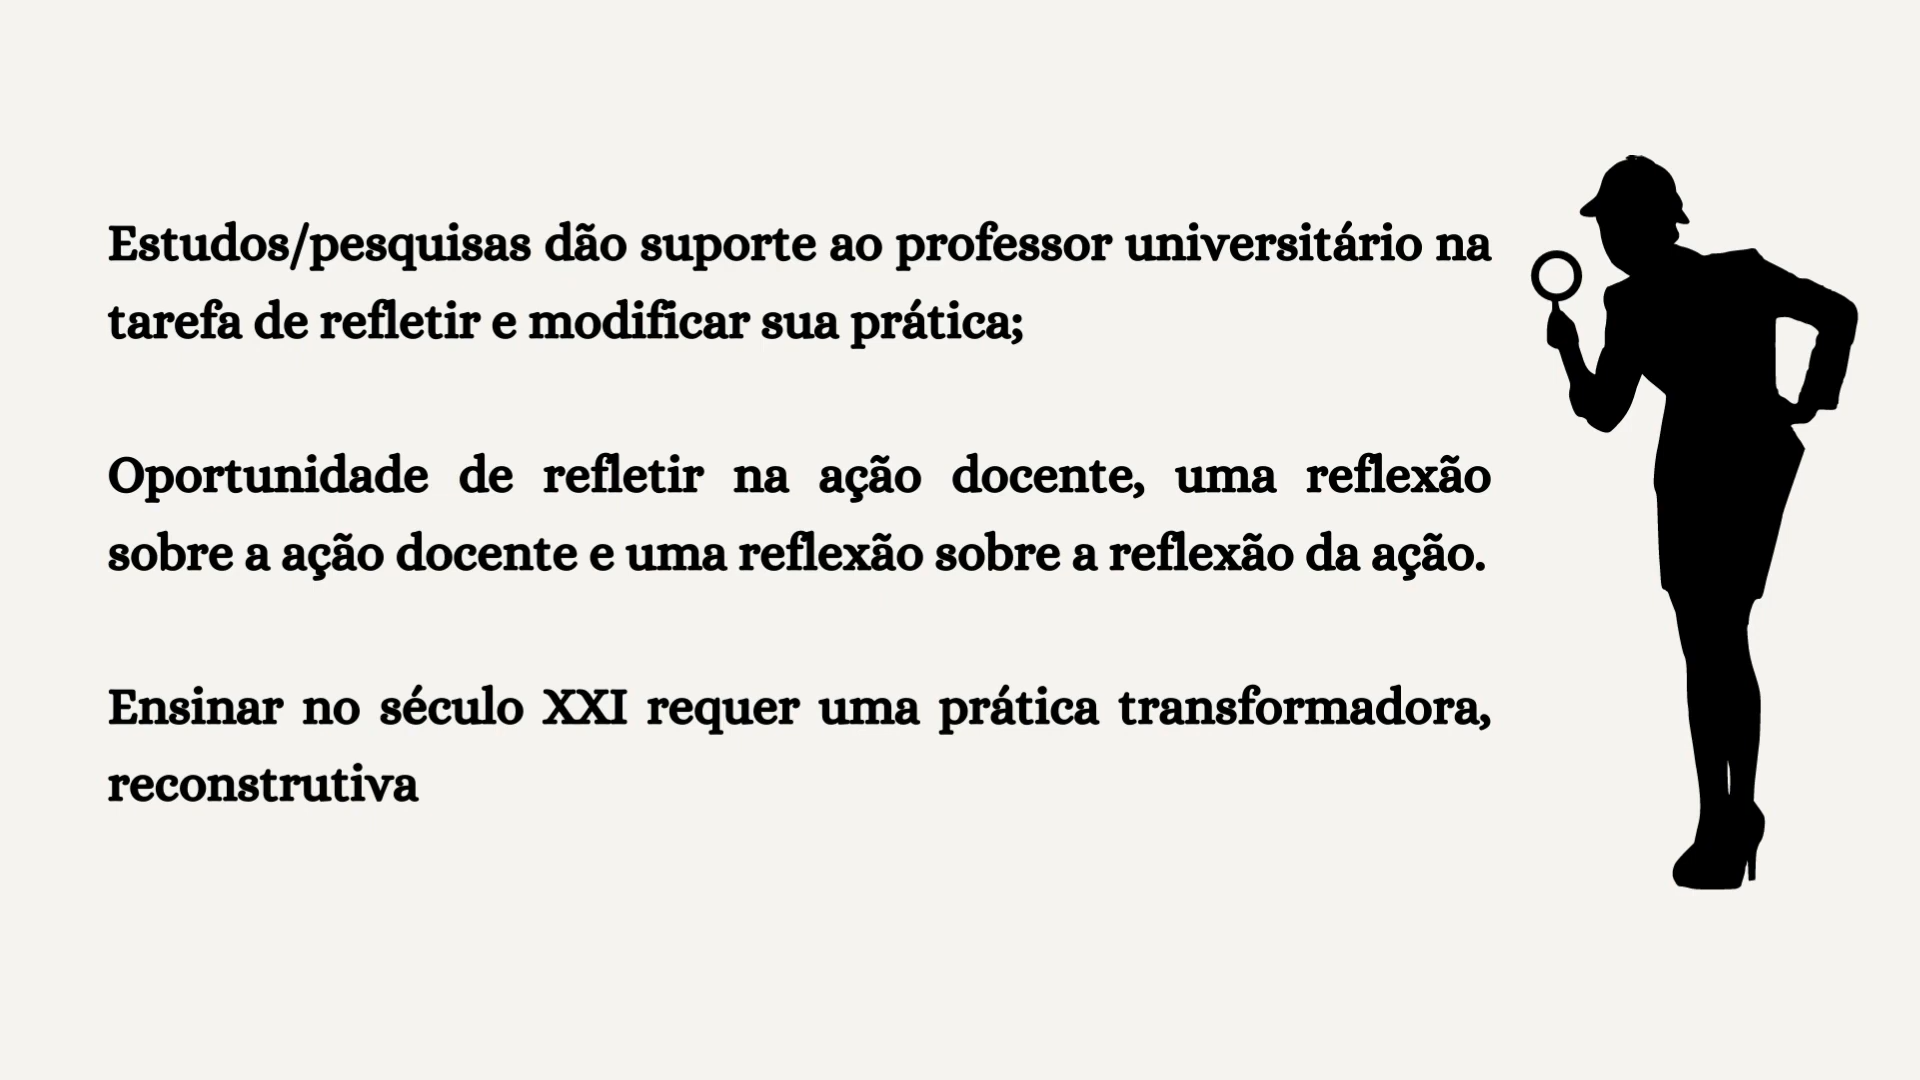 Estudos/pesquisas dão suporte ao professor universitário na
tarefa de refletir e modificar sua prática;
Oportunidade de refletir na ação docente, uma reflexão
sobre a ação docente e uma reflexão sobre a reflexão da ação.
Ensinar no século XXI requer uma prática transformadora,
reconstrutiva